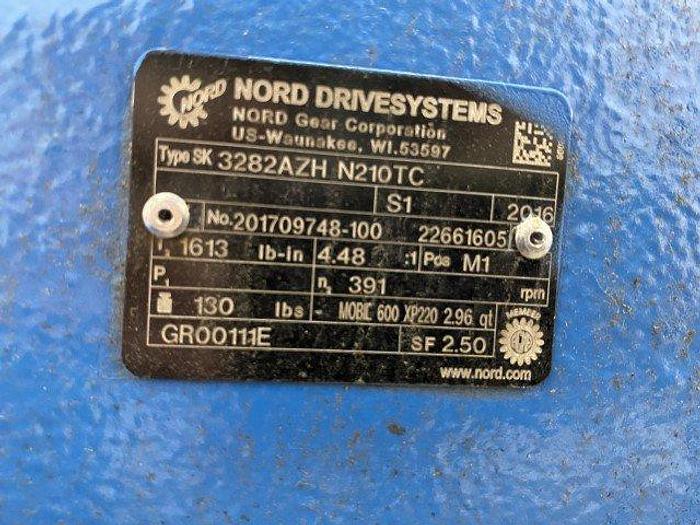 NORD
NORD DRIVESYSTEMS
NORD Gear Corporation
US-Waunakee, WI.53597
Type SK 3282AZH N210TC
S1 2016
No. 201709748-100 22661605
1613 lb-in 4.48 :1 Pos M1
P₁ n₂ 391 rpm
130 lbs - MOBIL 600 XP220 2.96 qt
GR00111E SF 2.50
www.nord.com